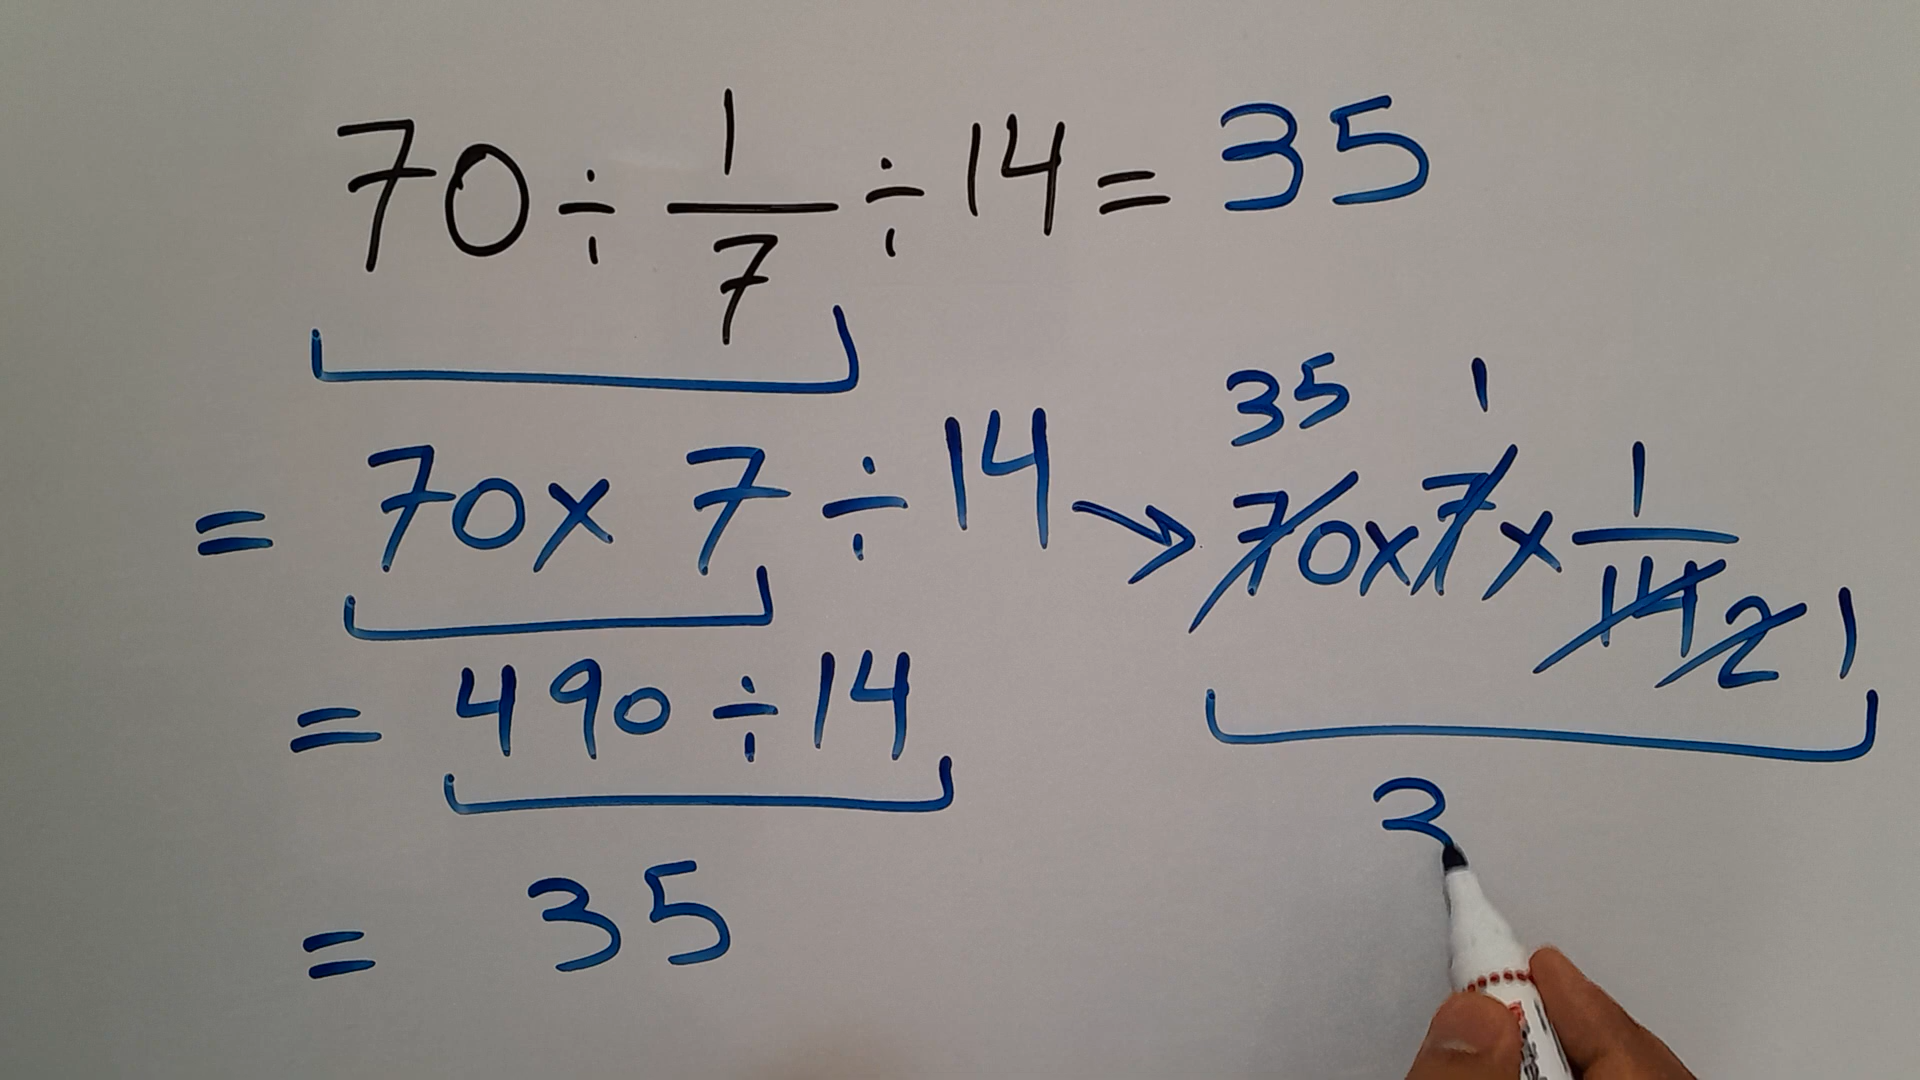 70 ÷ 1/7 ÷ 14 = 35
= 70 x 7 ÷ 14 → 70 x 7 x 1/14 2 1
35 1
= 490 ÷ 14
3
= 35